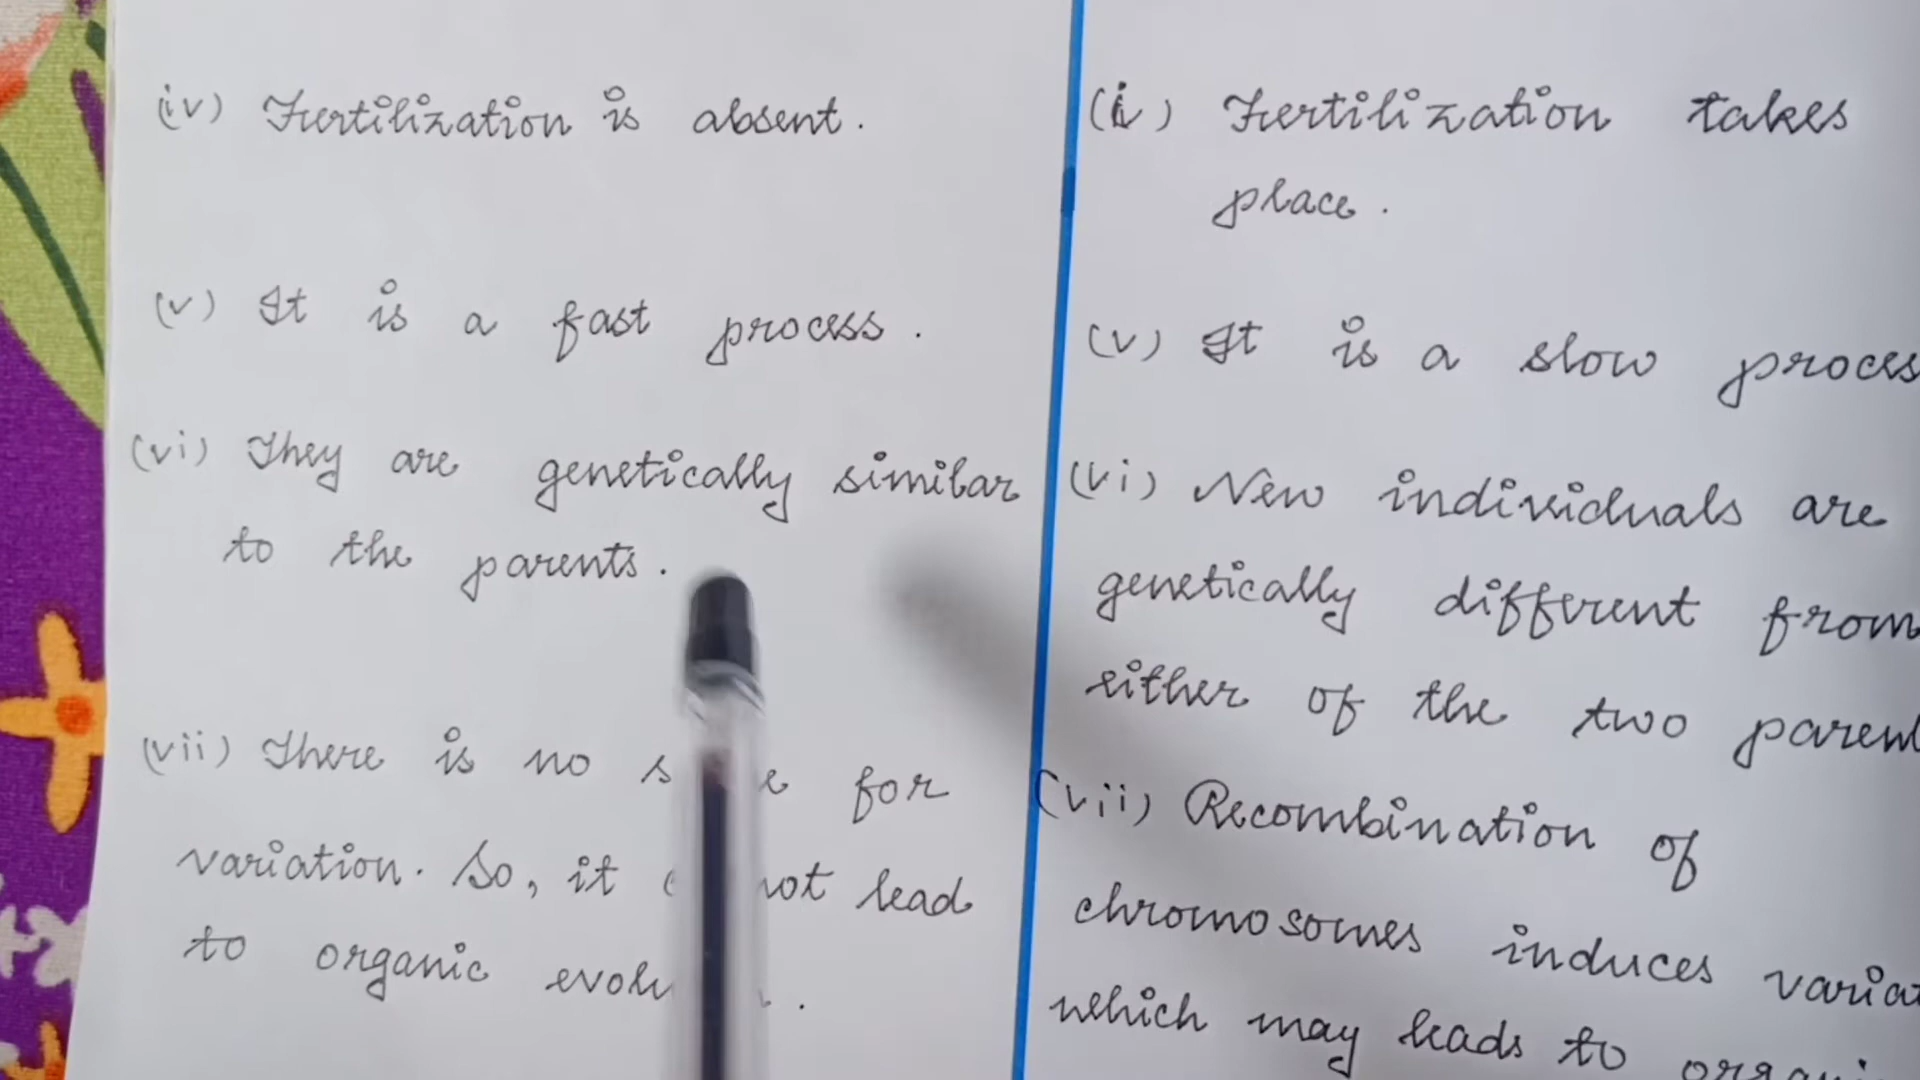 (iv) Fertilization is absent.
(v) It is a fast process.
(vi) They are genetically similar
to the parents.
(vii) There is no for
variation. So, it lead
to organic
(iv) Fertilization takes
place.
(v) It is a slow
(vi) New individuals are
genetically different from
either of the two
(vii) Recombination of
chromosomes induces
which may leads to